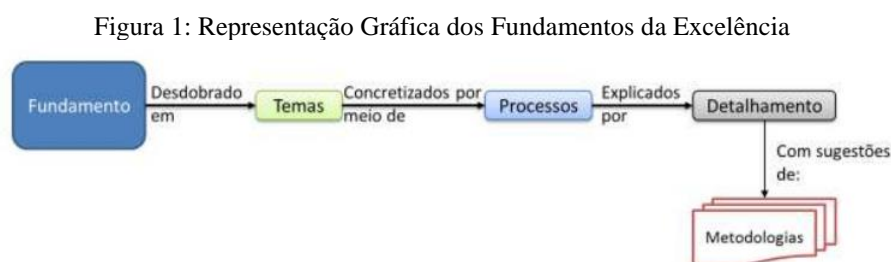 Figura 1: Representação Gráfica dos Fundamentos da Excelência
Fundamento
Desdobrado
em
Temas
Concretizados por
meio de
Processos
Explicados
por
Detalhamento
Com sugestões
de:
Metodologias